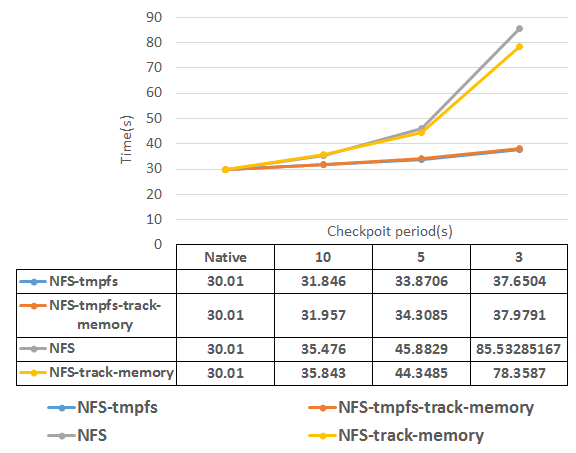 90
80
70
60
50
40
30
20
10
0
Time(s)
Checkpoit period(s)
Native 10 5 3
NFS-tmpfs 30.01 31.846 33.8706 37.6504
NFS-tmpfs-track-
memory 30.01 31.957 34.3085 37.9791
NFS 30.01 35.476 45.8829 85.53285167
NFS-track-memory 30.01 35.843 44.3485 78.3587
NFS-tmpfs NFS-tmpfs-track-memory
NFS NFS-track-memory